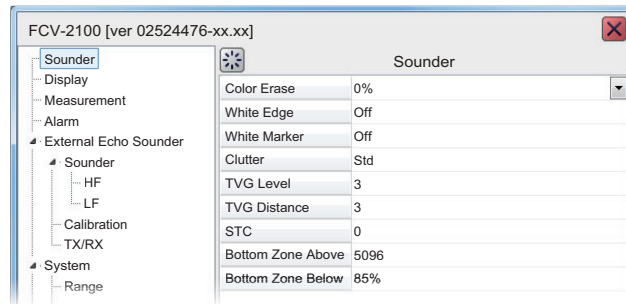 FCV-2100 [ver 02524476-xx.xx]
Sounder
Display
Measurement
Alarm
External Echo Sounder
Sounder
HF
LF
Calibration
TX/RX
System
Range
Sounder
Color Erase 0%
White Edge Off
White Marker Off
Clutter Std
TVG Level 3
TVG Distance 3
STC 0
Bottom Zone Above 5096
Bottom Zone Below 85%